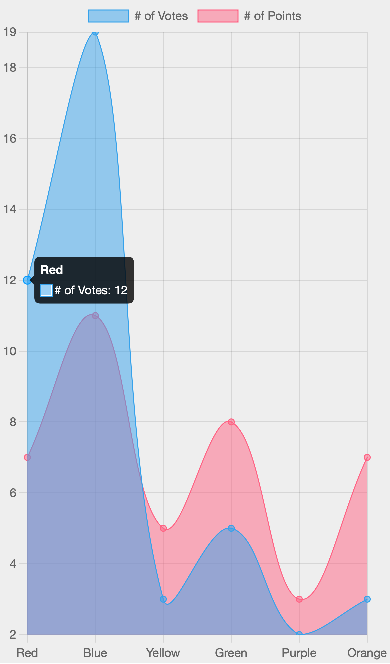 # of Votes # of Points
19
18
16
14
Red
# of Votes: 12
12
10
8
6
4
2
Red Blue Yellow Green Purple Orange